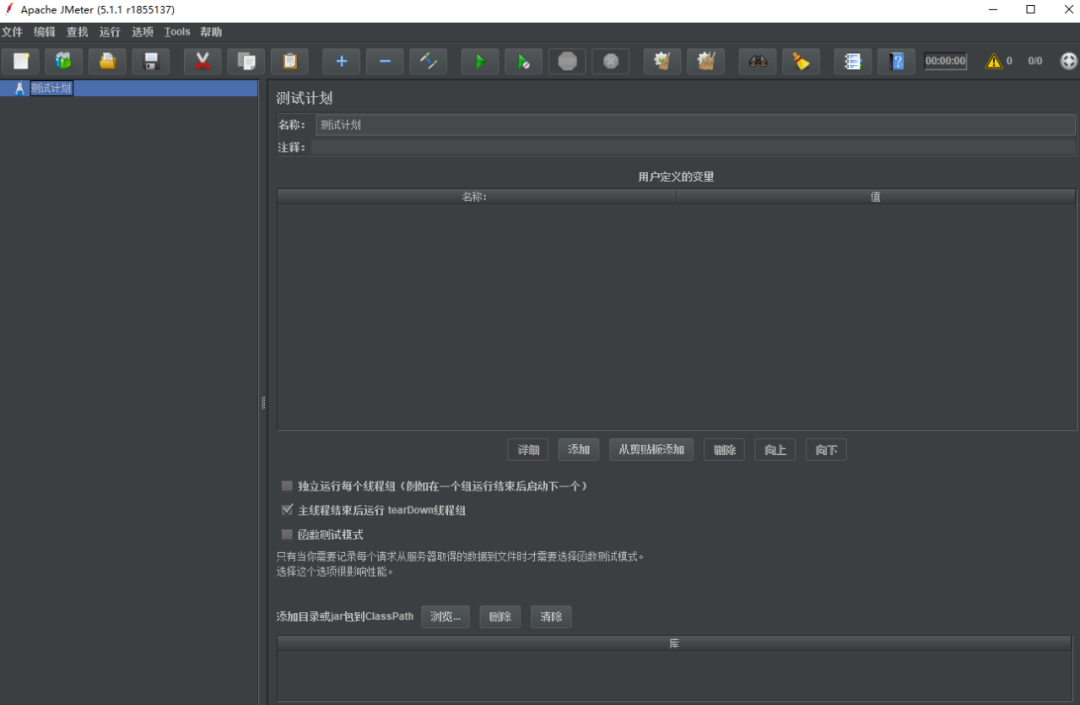 Apache JMeter (5.1.1 r1855137)
文件 编辑 查找 运行 选项 Tools 帮助
00:00:00 0 0/0
测试计划
测试计划
名称： 测试计划
注释：
用户定义的变量
名称： 值
详细 添加 从剪贴板添加 删除 向上 向下
独立运行每个线程组（例如在一个组运行结束后启动下一个）
主线程结束后运行 tearDown线程组
函数测试模式
只有当你需要记录每个请求从服务器取得的数据到文件时才需要选择函数测试模式。
选择这个选项很影响性能。
添加目录或jar包到ClassPath 浏览... 删除 清除
库